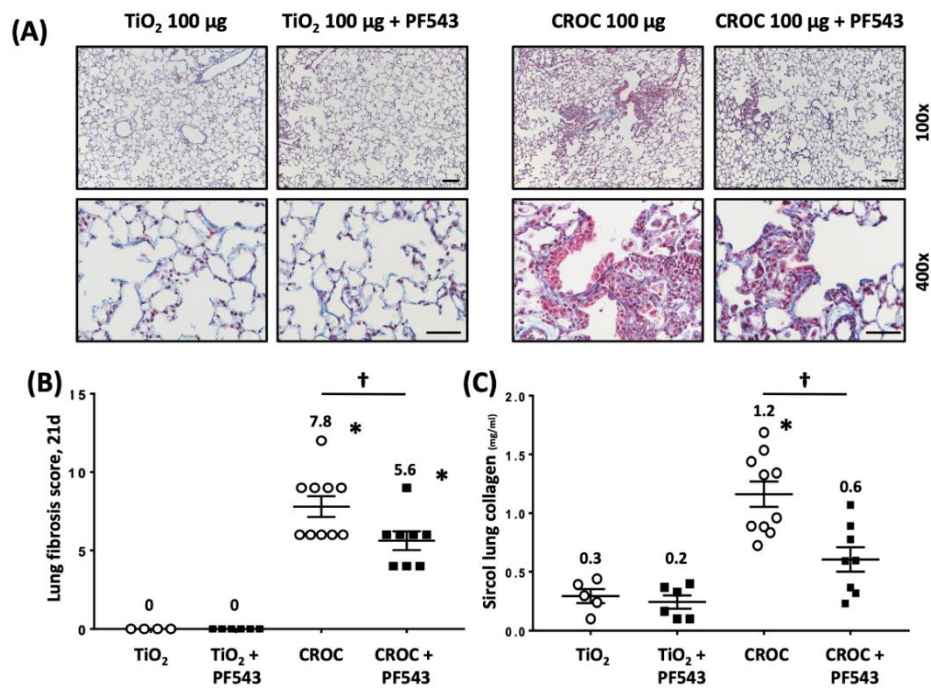 (A)
TiO₂ 100 µg
TiO₂ 100 µg + PF543
CROC 100 µg
CROC 100 µg + PF543
100x
400x
(B)
Lung fibrosis score, 21d
15
10
5
0
†
7.8
*
5.6
*
0
0
TiO₂
TiO₂ +
PF543
CROC
CROC +
PF543
(C)
Sircol lung collagen (mg/ml)
2.0
1.5
1.0
0.5
0.0
†
1.2
*
0.6
0.3
0.2
TiO₂
TiO₂ +
PF543
CROC
CROC +
PF543